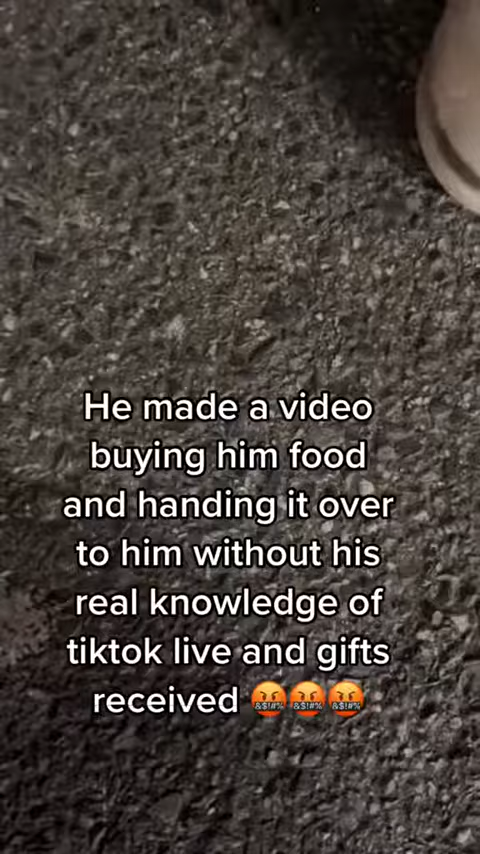 He made a video
buying him food
and handing it over
to him without his
real knowledge of
tiktok live and gifts
received 🤬🤬🤬